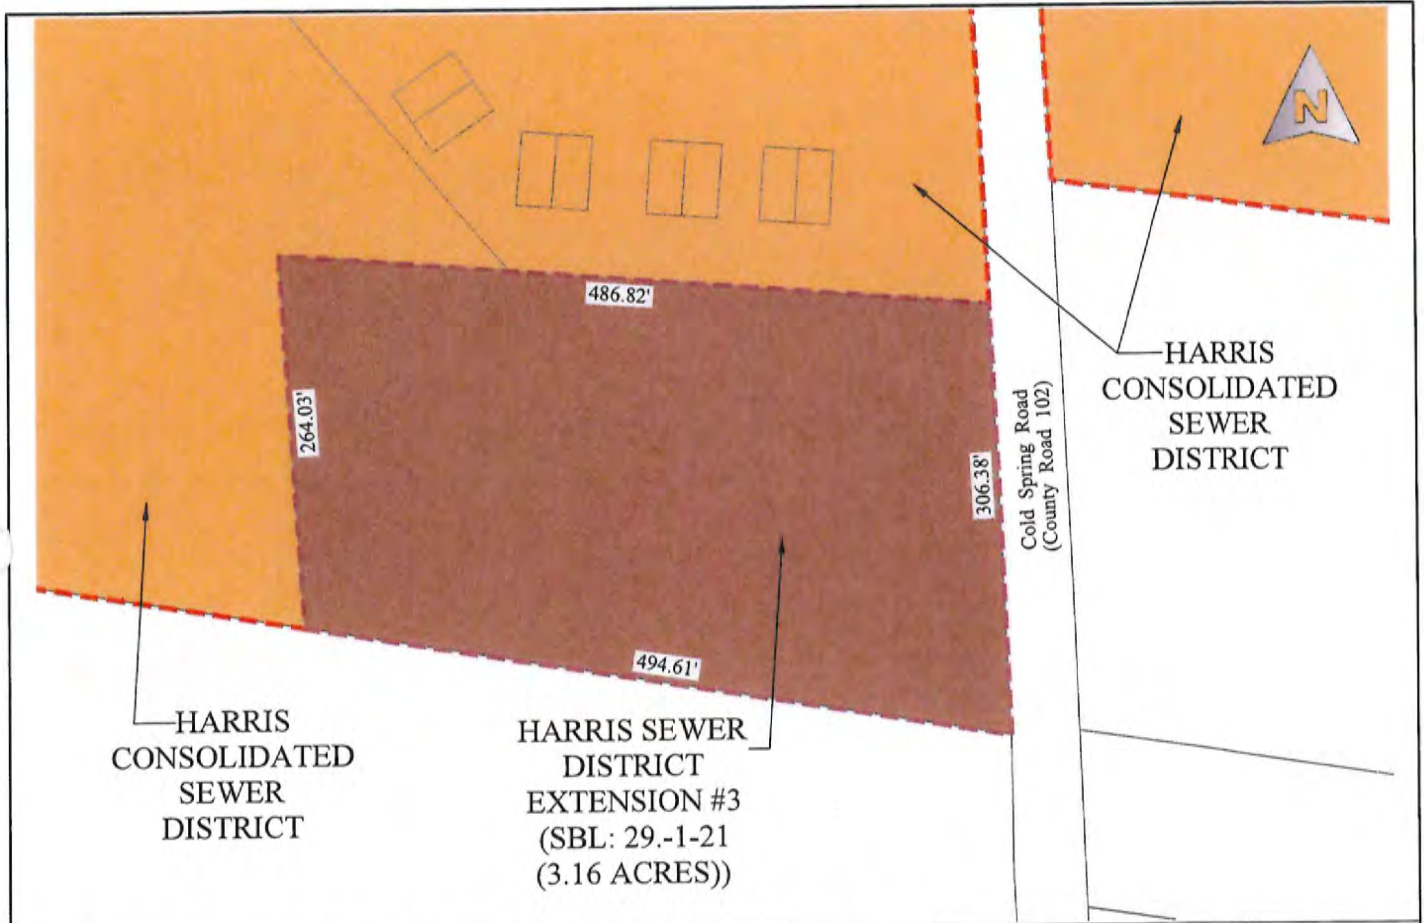 N
486.82'
264.03'
306.38'
494.61'
Cold Spring Road
(County Road 102)
HARRIS
CONSOLIDATED
SEWER
DISTRICT
HARRIS
CONSOLIDATED
SEWER
DISTRICT
HARRIS SEWER
DISTRICT
EXTENSION #3
(SBL: 29.-1-21
(3.16 ACRES))